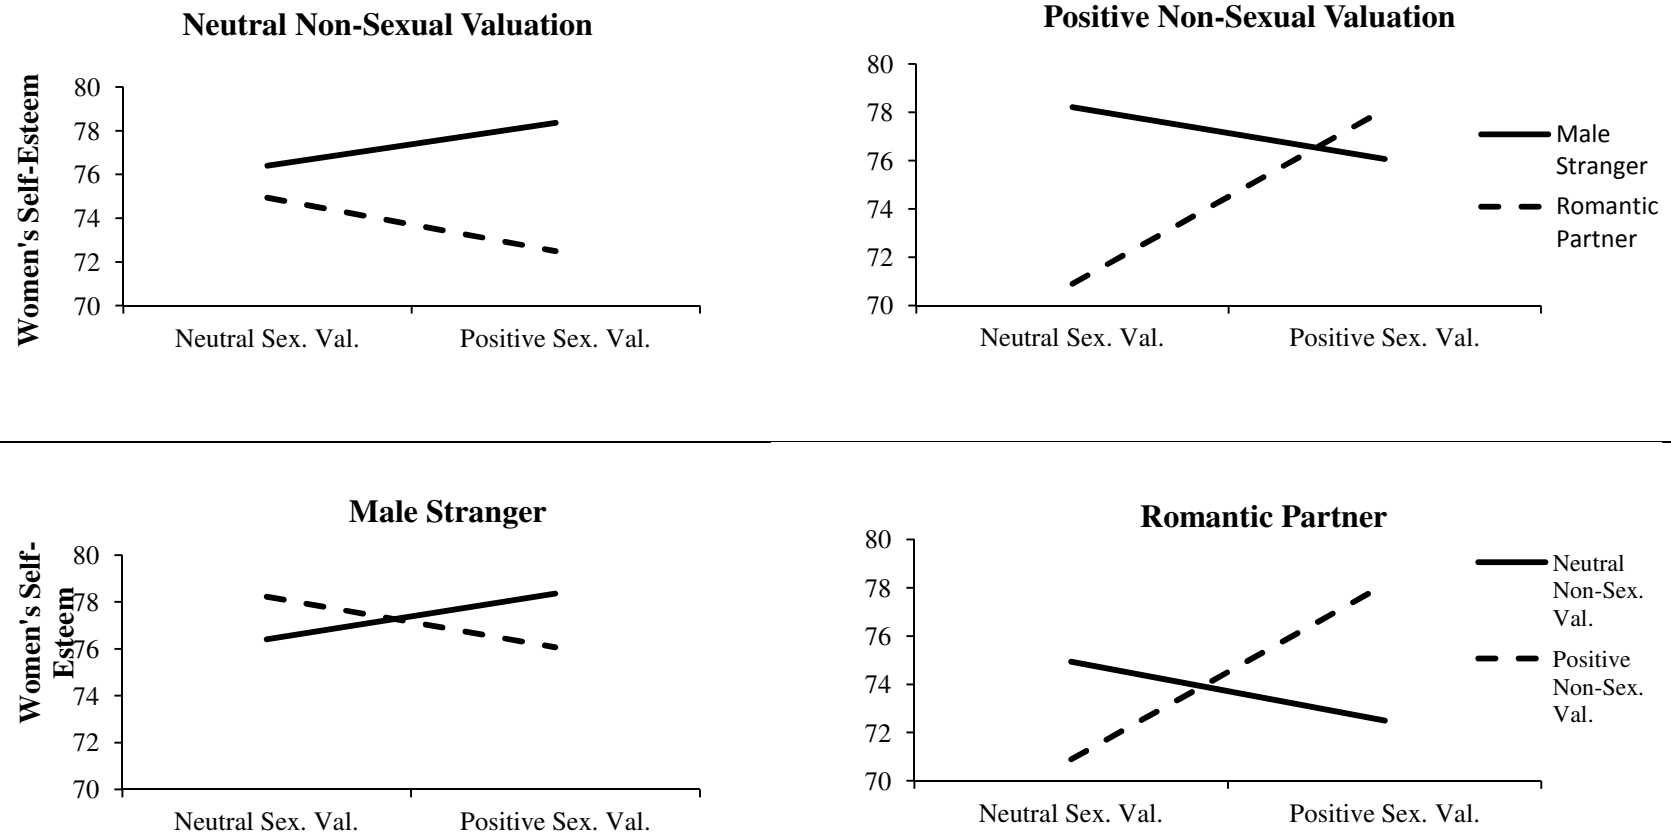 Neutral Non-Sexual Valuation
Women's Self-Esteem
80
78
76
74
72
70
Neutral Sex. Val.
Positive Sex. Val.
Positive Non-Sexual Valuation
80
78
76
74
72
70
Neutral Sex. Val.
Positive Sex. Val.
Male
Stranger
Romantic
Partner
Male Stranger
Women's Self-
Esteem
80
78
76
74
72
70
Neutral Sex. Val.
Positive Sex. Val.
Romantic Partner
80
78
76
74
72
70
Neutral Sex. Val.
Positive Sex. Val.
Neutral
Non-Sex.
Val.
Positive
Non-Sex.
Val.